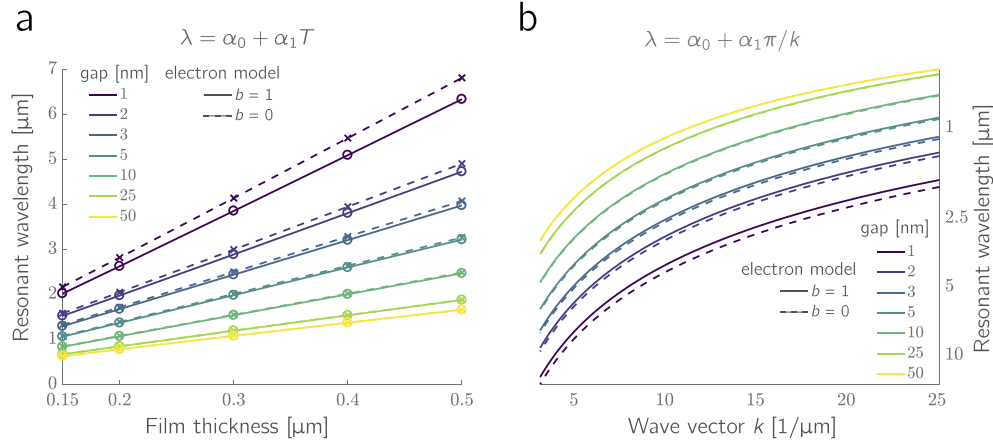 a
λ = α₀ + α₁T
Resonant wavelength [μm]
7
6
5
4
3
2
1
0
gap [nm]
1
2
3
5
10
25
50
electron model
b = 1
b = 0
0.15
0.2
0.3
0.4
0.5
Film thickness [μm]
b
λ = α₀ + α₁π/k
1
2.5
5
10
Resonant wavelength [μm]
gap [nm]
1
2
3
5
10
25
50
electron model
b = 1
b = 0
5
10
15
20
25
Wave vector k [1/μm]